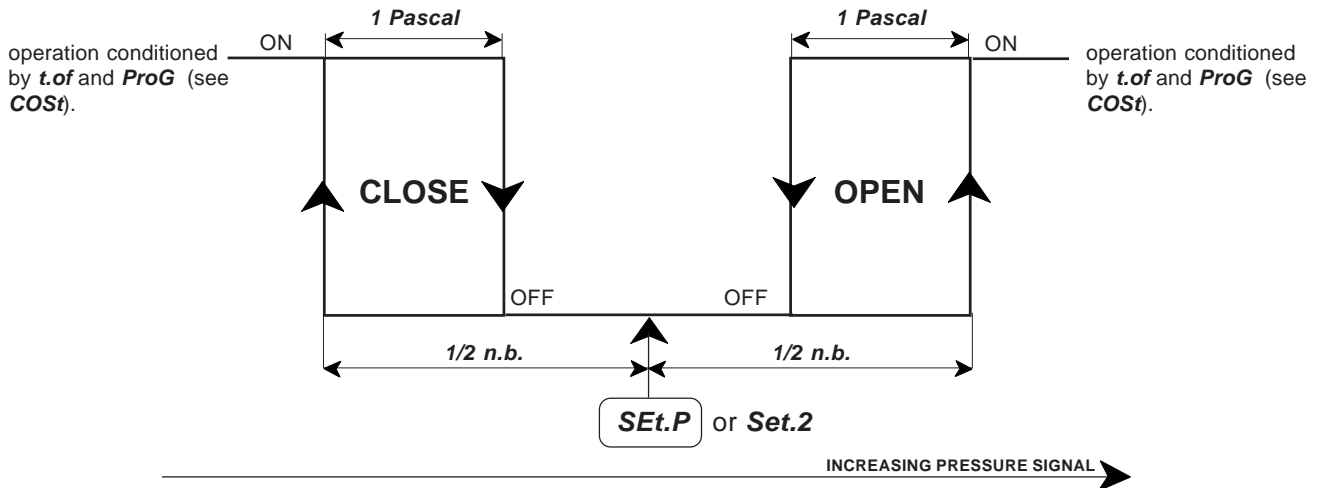 1 Pascal
1 Pascal
ON
ON
operation conditioned
by t.of and ProG (see
COSt).
operation conditioned
by t.of and ProG (see
COSt).
CLOSE
OPEN
OFF
OFF
1/2 n.b.
1/2 n.b.
SEt.P or Set.2
INCREASING PRESSURE SIGNAL